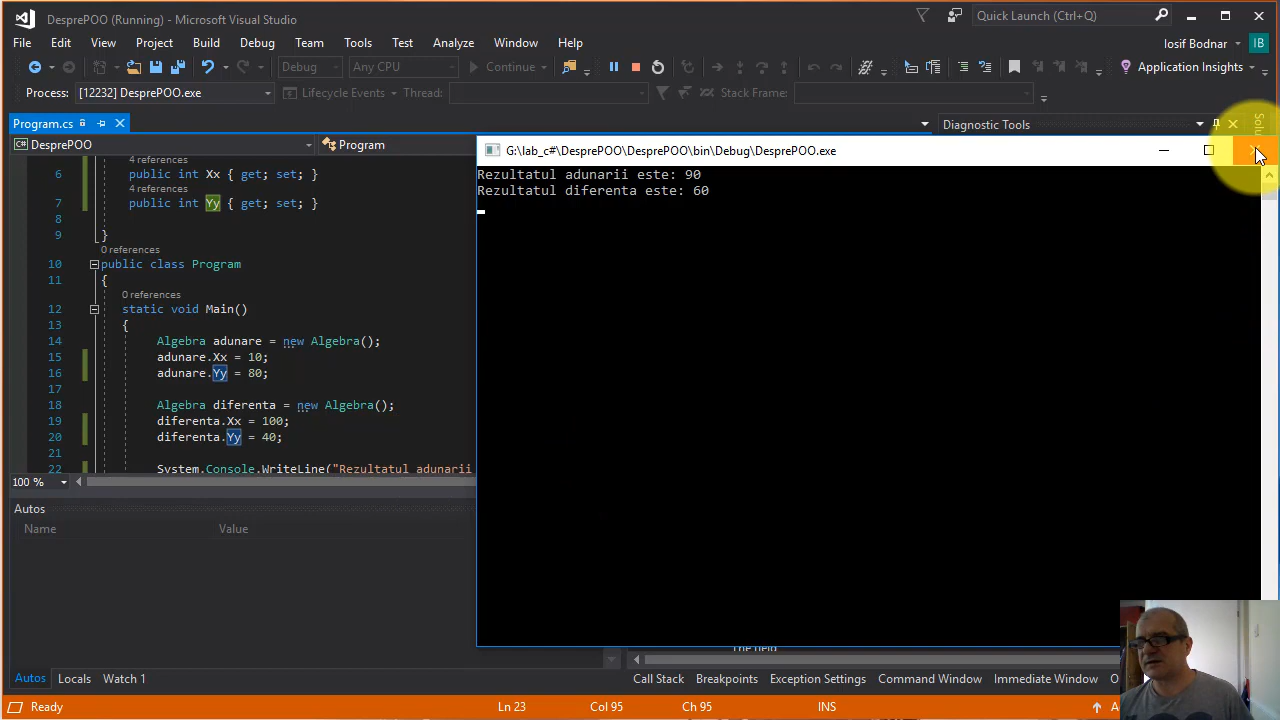 DesprePOO (Running) - Microsoft Visual Studio
Quick Launch (Ctrl+Q)
File Edit View Project Build Debug Team Tools Test Analyze Window Help
Iosif Bodnar IB
Debug Any CPU Continue Application Insights
Process: [12232] DesprePOO.exe Lifecycle Events Thread: Stack Frame:
Program.cs
Diagnostic Tools
DesprePOO
Program
G:\lab_c#\DesprePOO\DesprePOO\bin\Debug\DesprePOO.exe
Rezultatul adunarii este: 90
Rezultatul diferenta este: 60
4 references
6 public int Xx { get; set; }
4 references
7 public int Yy { get; set; }
8
9 }
0 references
10 public class Program
11 {
0 references
12 static void Main()
13 {
14 Algebra adunare = new Algebra();
15 adunare.Xx = 10;
16 adunare.Yy = 80;
17
18 Algebra diferenta = new Algebra();
19 diferenta.Xx = 100;
20 diferenta.Yy = 40;
21
22 System.Console.WriteLine("Rezultatul adunarii
100 %
Autos
Name Value
Autos Locals Watch 1
Call Stack Breakpoints Exception Settings Command Window Immediate Window O
Ready Ln 23 Col 95 Ch 95 INS